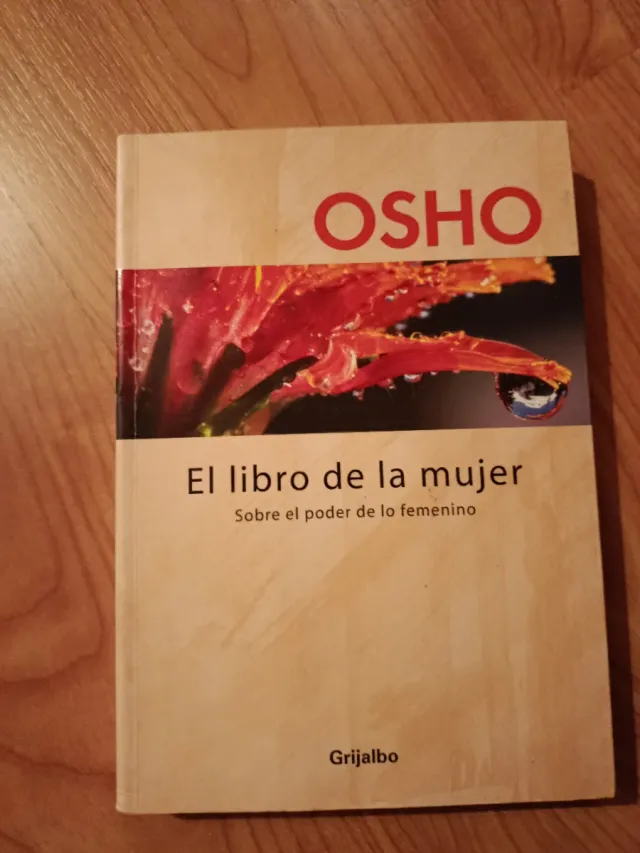 OSHO
El libro de la mujer
Sobre el poder de lo femenino
Grijalbo